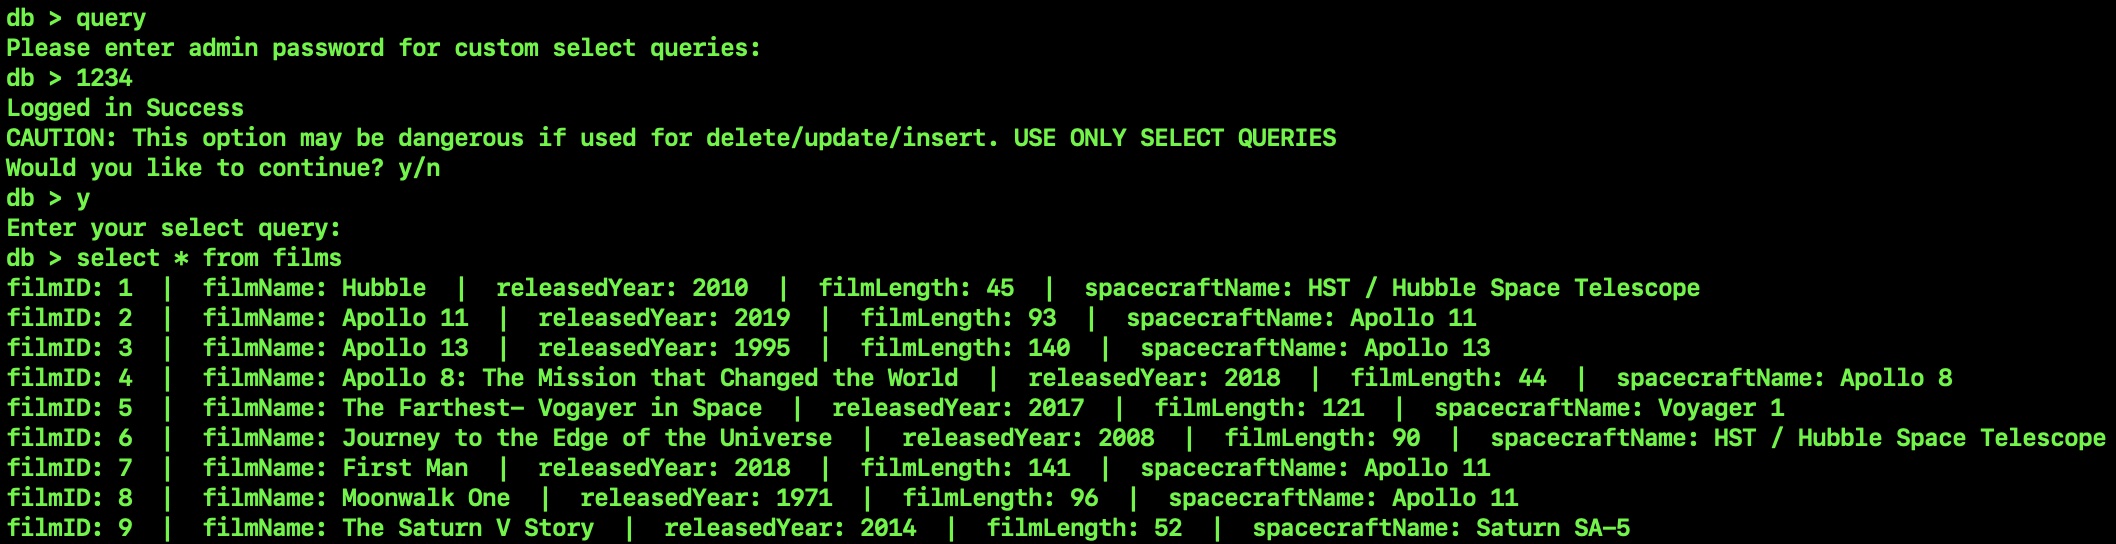 db > query
Please enter admin password for custom select queries:
db > 1234
Logged in Success
CAUTION: This option may be dangerous if used for delete/update/insert. USE ONLY SELECT QUERIES
Would you like to continue? y/n
db > y
Enter your select query:
db > select * from films
filmID: 1  |  filmName: Hubble  |  releasedYear: 2010  |  filmLength: 45  |  spacecraftName: HST / Hubble Space Telescope
filmID: 2  |  filmName: Apollo 11  |  releasedYear: 2019  |  filmLength: 93  |  spacecraftName: Apollo 11
filmID: 3  |  filmName: Apollo 13  |  releasedYear: 1995  |  filmLength: 140  |  spacecraftName: Apollo 13
filmID: 4  |  filmName: Apollo 8: The Mission that Changed the World  |  releasedYear: 2018  |  filmLength: 44  |  spacecraftName: Apollo 8
filmID: 5  |  filmName: The Farthest– Vogayer in Space  |  releasedYear: 2017  |  filmLength: 121  |  spacecraftName: Voyager 1
filmID: 6  |  filmName: Journey to the Edge of the Universe  |  releasedYear: 2008  |  filmLength: 90  |  spacecraftName: HST / Hubble Space Telescope
filmID: 7  |  filmName: First Man  |  releasedYear: 2018  |  filmLength: 141  |  spacecraftName: Apollo 11
filmID: 8  |  filmName: Moonwalk One  |  releasedYear: 1971  |  filmLength: 96  |  spacecraftName: Apollo 11
filmID: 9  |  filmName: The Saturn V Story  |  releasedYear: 2014  |  filmLength: 52  |  spacecraftName: Saturn SA–5